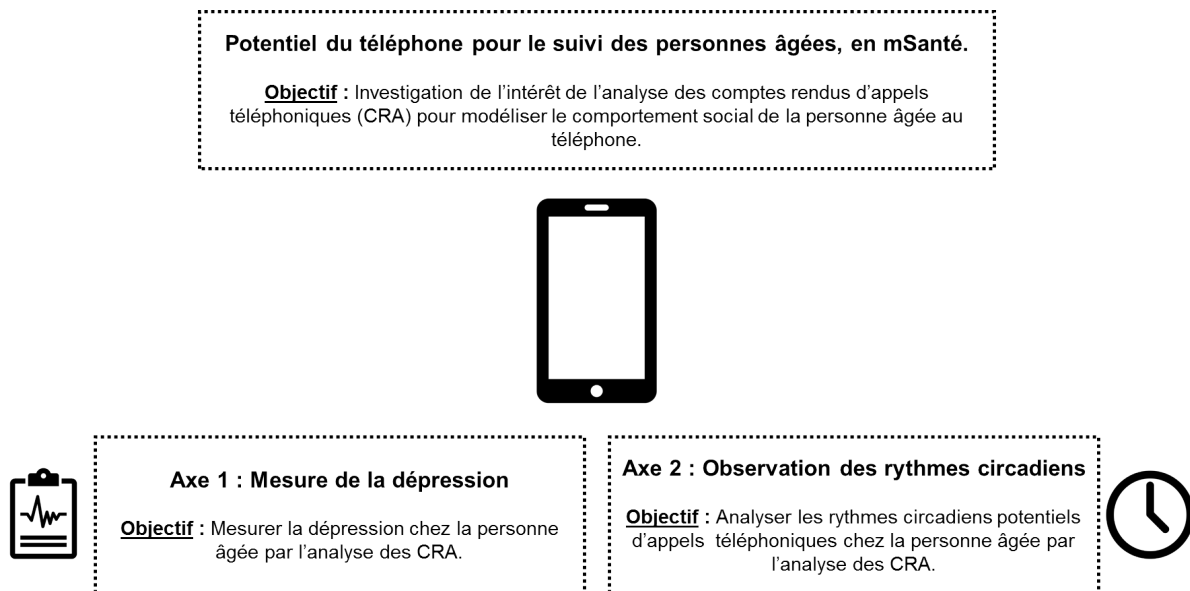 Potentiel du téléphone pour le suivi des personnes âgées, en mSanté.
Objectif : Investigation de l’intérêt de l’analyse des comptes rendus d’appels
téléphoniques (CRA) pour modéliser le comportement social de la personne âgée au
téléphone.
Axe 1 : Mesure de la dépression
Objectif : Mesurer la dépression chez la personne
âgée par l’analyse des CRA.
Axe 2 : Observation des rythmes circadiens
Objectif : Analyser les rythmes circadiens potentiels
d’appels téléphoniques chez la personne âgée par
l’analyse des CRA.